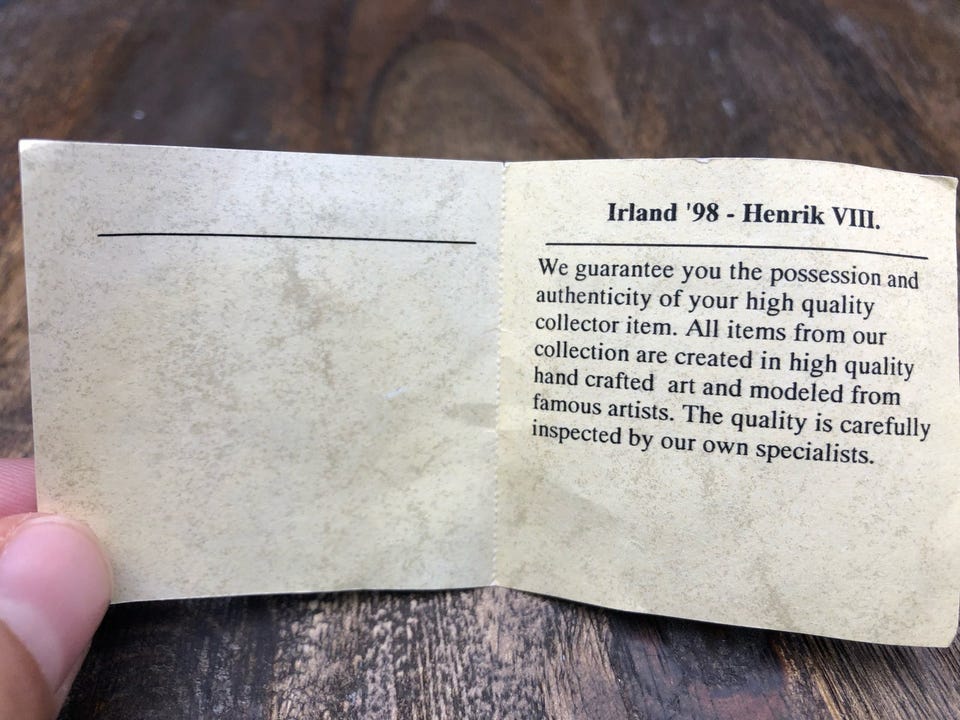 Irland '98 - Henrik VIII.
We guarantee you the possession and
authenticity of your high quality
collector item. All items from our
collection are created in high quality
hand crafted art and modeled from
famous artists. The quality is carefully
inspected by our own specialists.